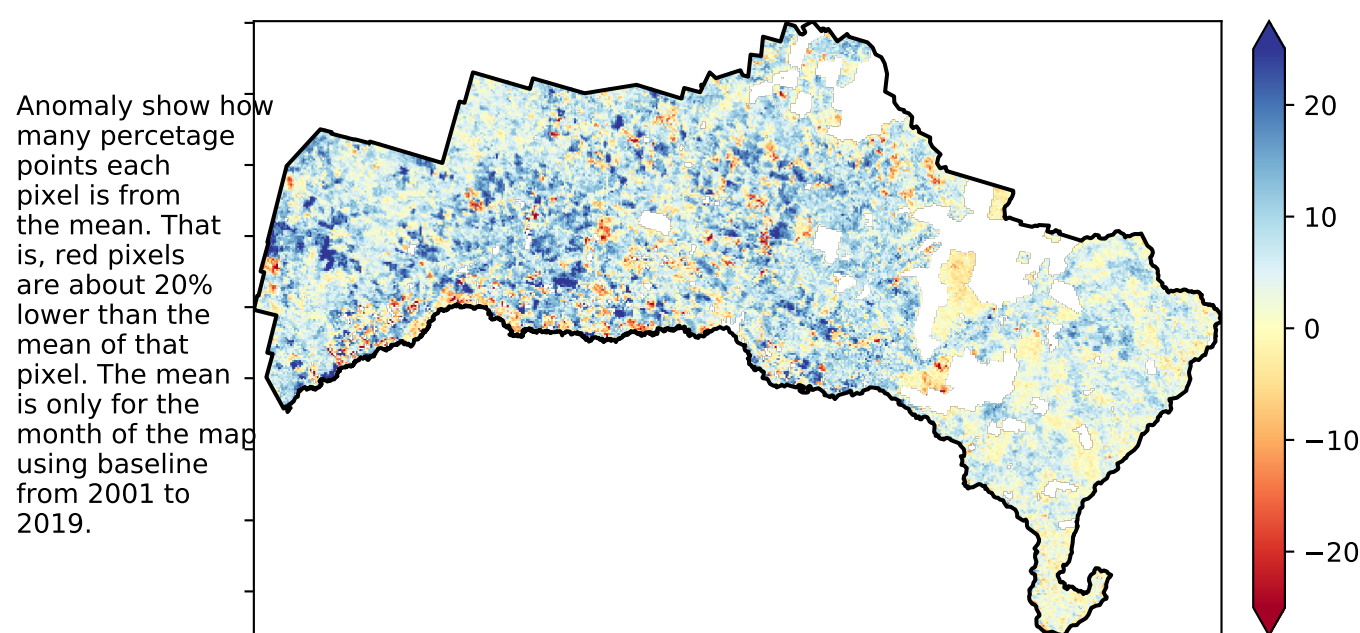 Anomaly show how
many percetage
points each
pixel is from
the mean. That
is, red pixels
are about 20%
lower than the
mean of that
pixel. The mean
is only for the
month of the map
using baseline
from 2001 to
2019.
20
10
0
−10
−20